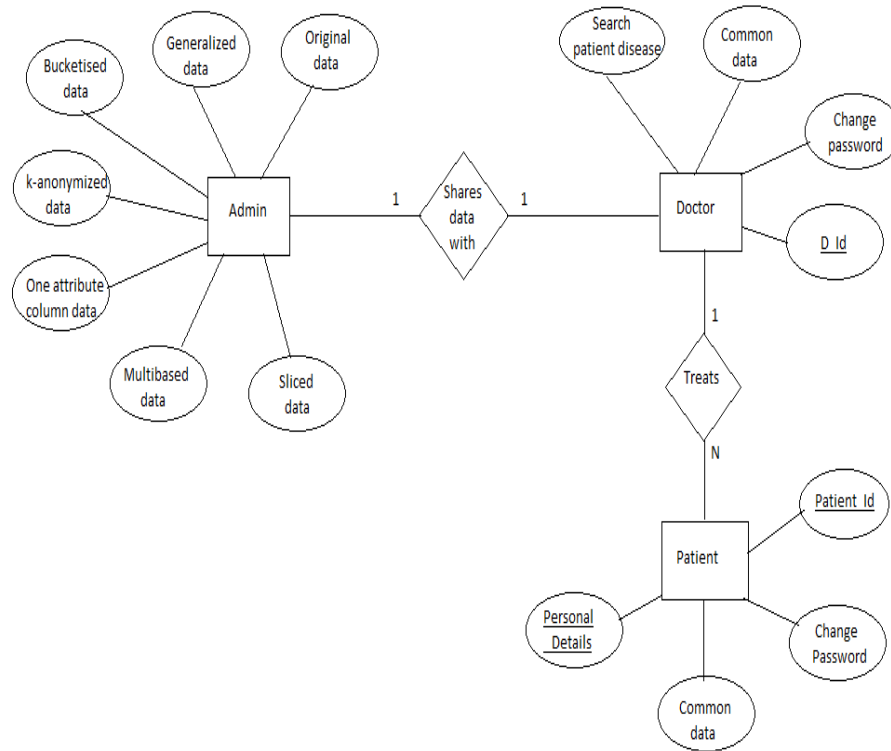 Generalized
data
Original
data
Search
patient disease
Common
data
Bucketised
data
Change
password
k-anonymized
data
Admin
1
Shares
data
with
1
Doctor
D_Id
One attribute
column data
Multibased
data
Sliced
data
1
Treats
N
Patient_Id
Patient
Personal
_Details
Change
Password
Common
data